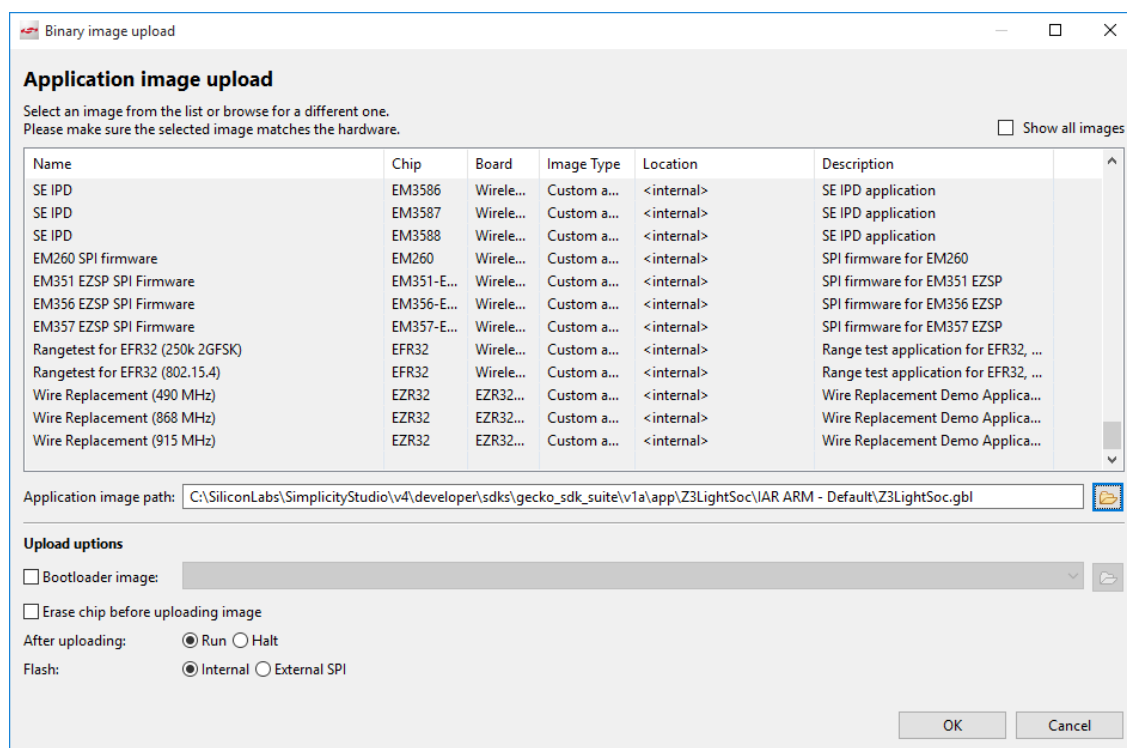 Binary image upload
Application image upload
Select an image from the list or browse for a different one.
Please make sure the selected image matches the hardware.
Show all images
Name Chip Board Image Type Location Description
SE IPD EM3586 Wirele... Custom a... <internal> SE IPD application
SE IPD EM3587 Wirele... Custom a... <internal> SE IPD application
SE IPD EM3588 Wirele... Custom a... <internal> SE IPD application
EM260 SPI firmware EM260 Wirele... Custom a... <internal> SPI firmware for EM260
EM351 EZSP SPI Firmware EM351-E... Wirele... Custom a... <internal> SPI firmware for EM351 EZSP
EM356 EZSP SPI Firmware EM356-E... Wirele... Custom a... <internal> SPI firmware for EM356 EZSP
EM357 EZSP SPI Firmware EM357-E... Wirele... Custom a... <internal> SPI firmware for EM357 EZSP
Rangetest for EFR32 (250k 2GFSK) EFR32 Wirele... Custom a... <internal> Range test application for EFR32, ...
Rangetest for EFR32 (802.15.4) EFR32 Wirele... Custom a... <internal> Range test application for EFR32, ...
Wire Replacement (490 MHz) EZR32 EZR32... Custom a... <internal> Wire Replacement Demo Applica...
Wire Replacement (868 MHz) EZR32 EZR32... Custom a... <internal> Wire Replacement Demo Applica...
Wire Replacement (915 MHz) EZR32 EZR32... Custom a... <internal> Wire Replacement Demo Applica...
Application image path: C:\SiliconLabs\SimplicityStudio\v4\developer\sdks\gecko_sdk_suite\v1a\app\Z3LightSoc\IAR ARM - Default\Z3LightSoc.gbl
Upload uptions
Bootloader image:
Erase chip before uploading image
After uploading: Run Halt
Flash: Internal External SPI
OK Cancel